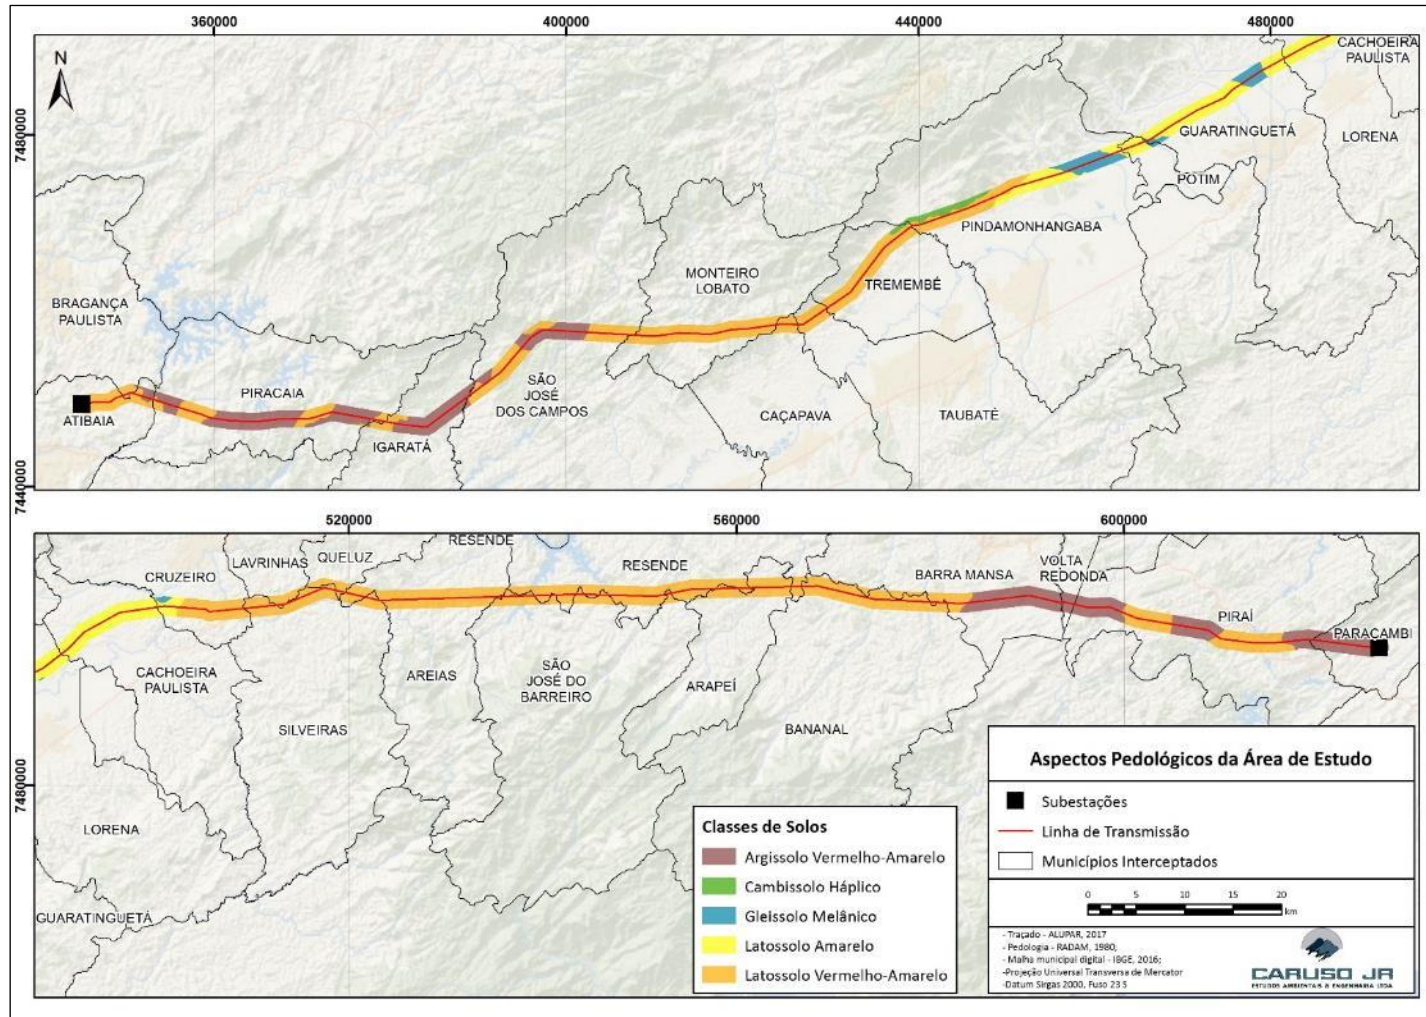 360000
400000
440000
480000
N
7480000
7440000
CACHOEIRA
PAULISTA
GUARATINGUETÁ
LORENA
POTIM
PINDAMONHANGABA
MONTEIRO
LOBATO
TREMEMBÉ
BRAGANÇA
PAULISTA
PIRACAIA
SÃO
JOSÉ
DOS CAMPOS
ATIBAIA
CAÇAPAVA
TAUBATÉ
IGARATÁ
520000
560000
600000
7480000
RESENDE
LAVRINHAS
QUELUZ
CRUZEIRO
RESENDE
BARRA MANSA
VOLTA
REDONDA
PIRAÍ
PARACAMBI
CACHOEIRA
PAULISTA
AREIAS
SÃO
JOSÉ DO
BARREIRO
ARAPEÍ
SILVEIRAS
BANANAL
LORENA
GUARATINGUETÁ
Classes de Solos
Argissolo Vermelho-Amarelo
Cambissolo Háplico
Gleissolo Melânico
Latossolo Amarelo
Latossolo Vermelho-Amarelo
Aspectos Pedológicos da Área de Estudo
Subestações
Linha de Transmissão
Municípios Interceptados
0 5 10 15 20
km
- Traçado - ALUPAR, 2017
- Pedologia - RADAM, 1980;
- Malha municipal digital - IBGE, 2016;
-Projeção Universal Transversa de Mercator
-Datum Sirgas 2000, Fuso 23 S
CARUSO JR
ESTUDOS AMBIENTAIS & ENGENHARIA LTDA